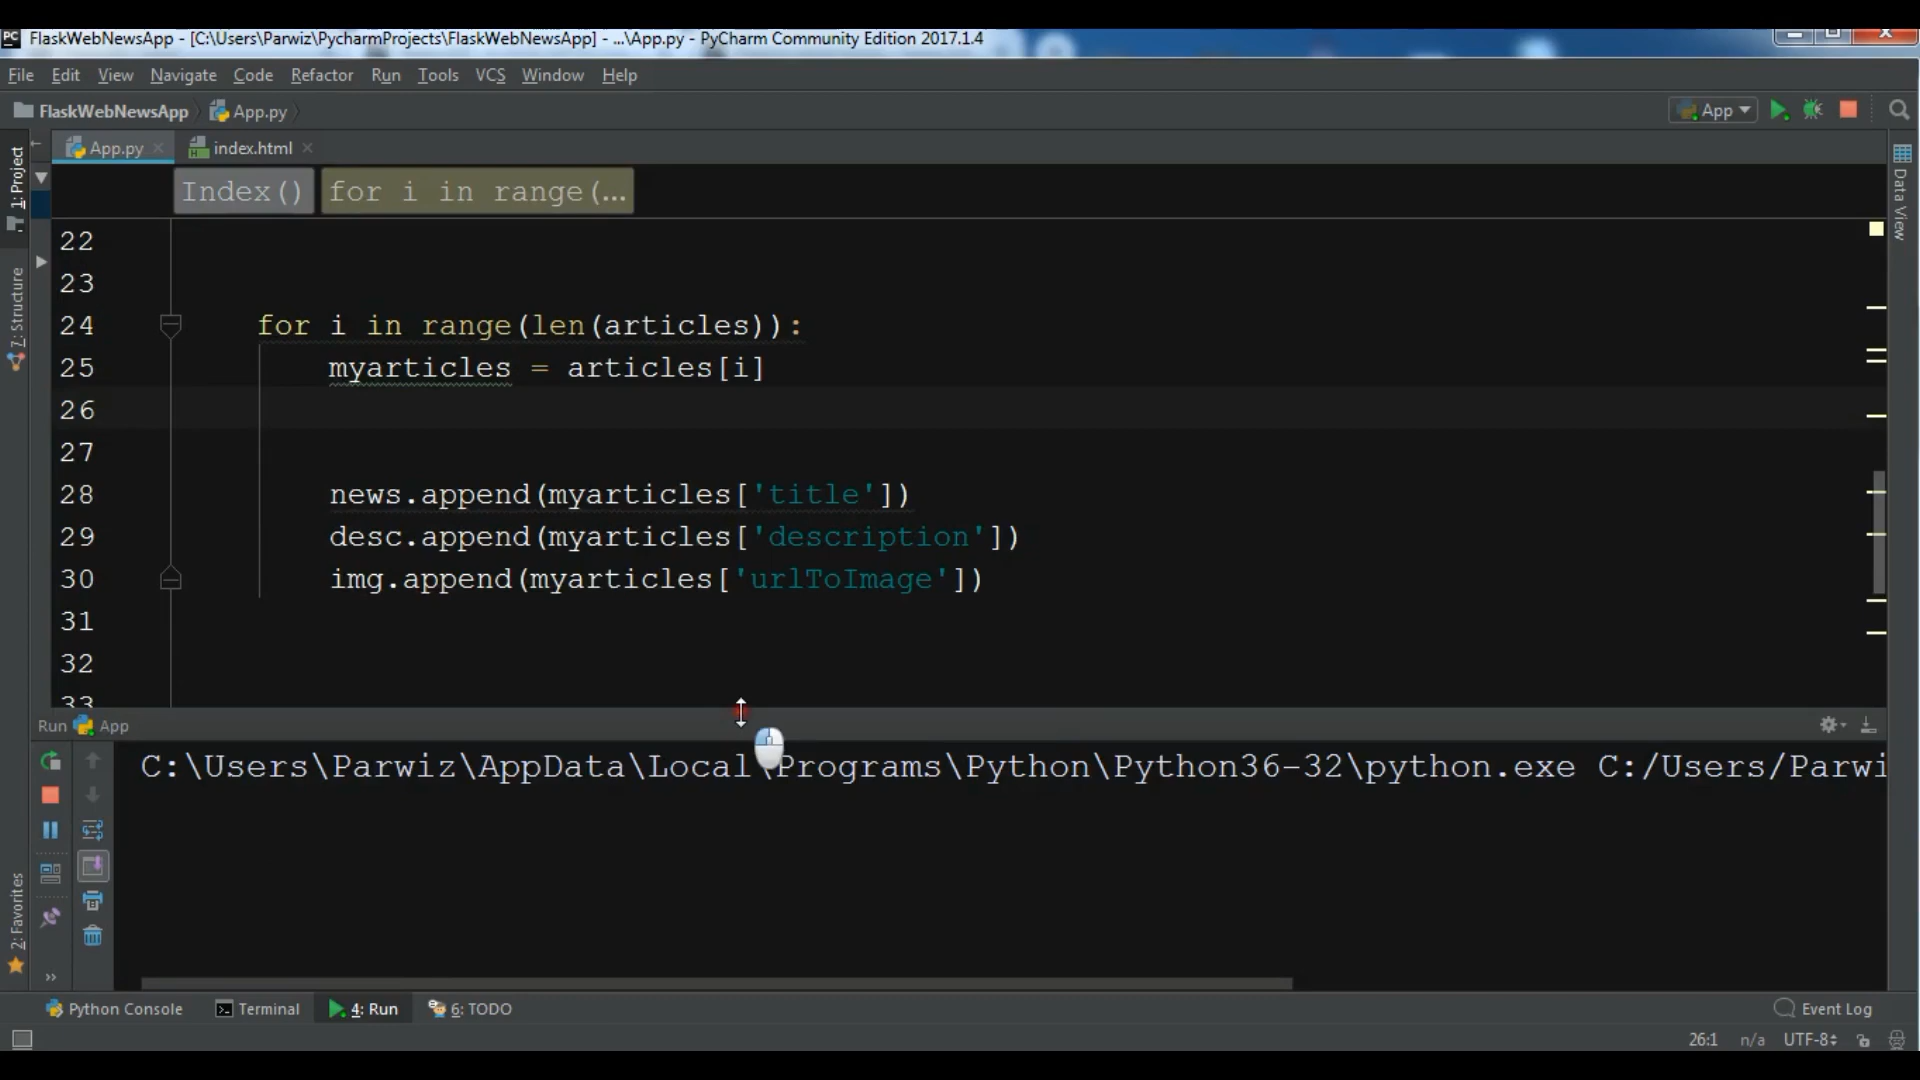 PC FlaskWebNewsApp - [C:\Users\Parwiz\PycharmProjects\FlaskWebNewsApp] - ...\App.py - PyCharm Community Edition 2017.1.4
File Edit View Navigate Code Refactor Run Tools VCS Window Help
FlaskWebNewsApp App.py App
App.py index.html
1: Project
7: Structure
2: Favorites
Data View
Index() for i in range(...
22
23
24 for i in range(len(articles)):
25 myarticles = articles[i]
26
27
28 news.append(myarticles['title'])
29 desc.append(myarticles['description'])
30 img.append(myarticles['urlToImage'])
31
32
33
Run App
C:\Users\Parwiz\AppData\Local\Programs\Python\Python36-32\python.exe C:/Users/Parwi
Python Console Terminal 4: Run 6: TODO Event Log
26:1 n/a UTF-8